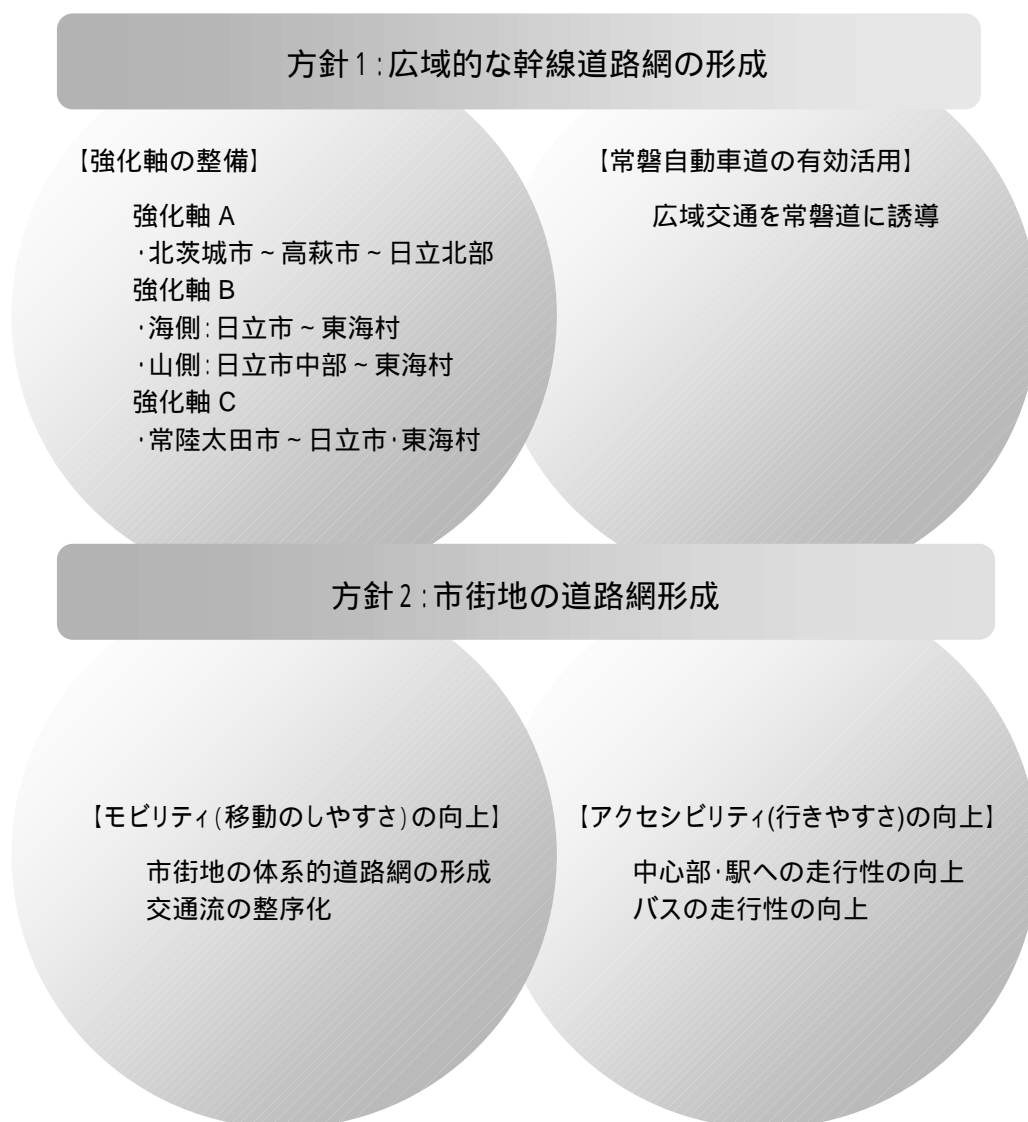 方針1:広域的な幹線道路網の形成
【強化軸の整備】
強化軸 A
・北茨城市~高萩市~日立北部
強化軸 B
・海側:日立市~東海村
・山側:日立市中部~東海村
強化軸 C
・常陸太田市~日立市・東海村
【常磐自動車道の有効活用】
広域交通を常磐道に誘導
方針2:市街地の道路網形成
【モビリティ(移動のしやすさ)の向上】
市街地の体系的道路網の形成
交通流の整序化
【アクセシビリティ(行きやすさ)の向上】
中心部・駅への走行性の向上
バスの走行性の向上